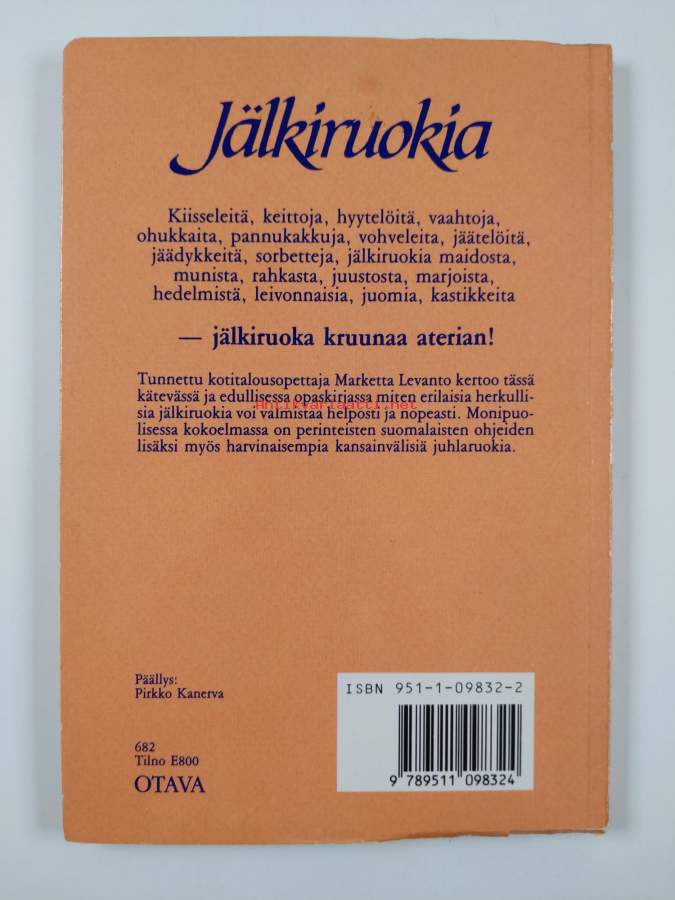 Jälkiruokia
Kiisseleitä, keittoja, hyytelöitä, vaahtoja,
ohukkaita, pannukakkuja, vohveleita, jäätelöitä,
jäädykkeitä, sorbetteja, jälkiruokia maidosta,
munista, rahkasta, juustosta, marjoista,
hedelmistä, leivonnaisia, juomia, kastikkeita
— jälkiruoka kruunaa aterian!
Tunnettu kotitalousopettaja Marketta Levanto kertoo tässä
kätevässä ja edullisessa opaskirjassa miten erilaisia herkulli-
Antikvariaatti.net
sia jälkiruokia voi valmistaa helposti ja nopeasti. Monipuo-
lisessa kokoelmassa on perinteisten suomalaisten ohjeiden
lisäksi myös harvinaisempia kansainvälisiä juhlaruokia.
Päällys:
Pirkko Kanerva
682
Tilno E800
OTAVA
ISBN 951-1-09832-2
9 789511 098324